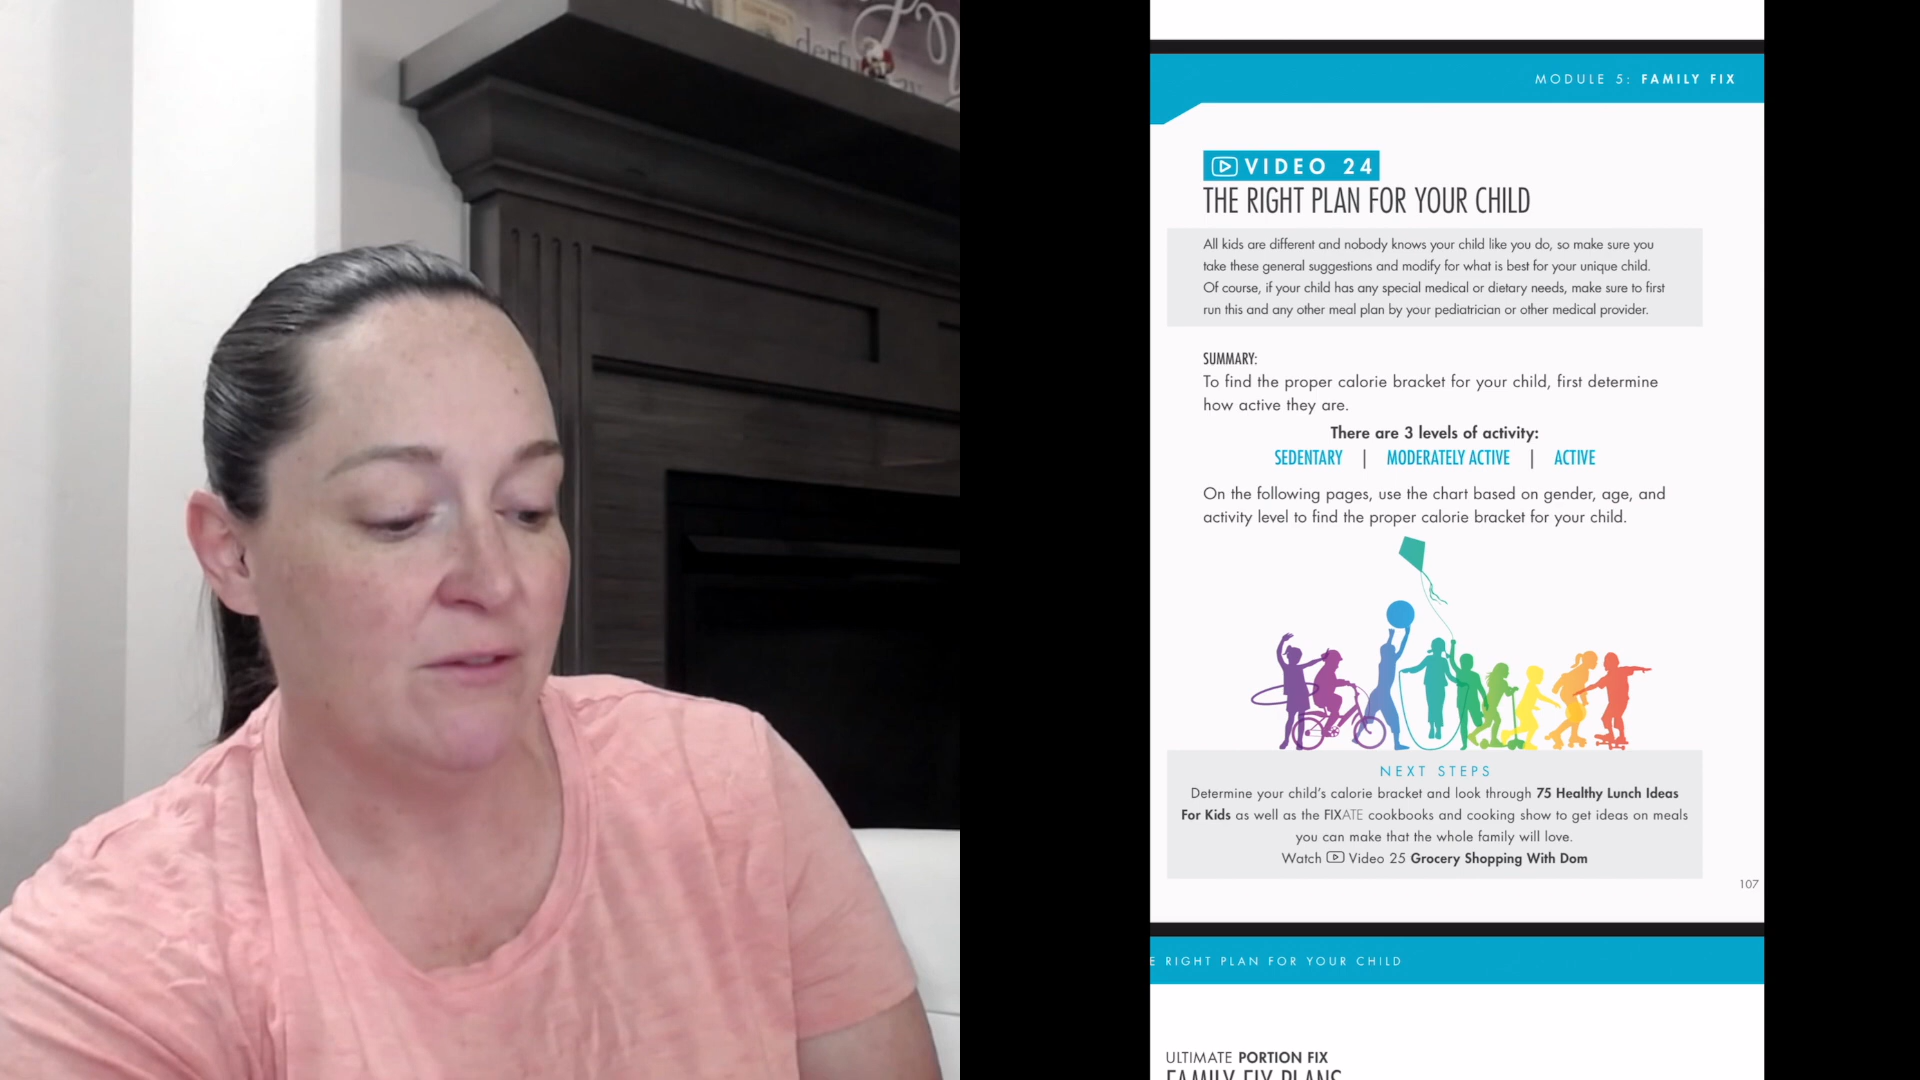 MODULE 5: FAMILY FIX
VIDEO 24
THE RIGHT PLAN FOR YOUR CHILD
All kids are different and nobody knows your child like you do, so make sure you
take these general suggestions and modify for what is best for your unique child.
Of course, if your child has any special medical or dietary needs, make sure to first
run this and any other meal plan by your pediatrician or other medical provider.
SUMMARY:
To find the proper calorie bracket for your child, first determine
how active they are.
There are 3 levels of activity:
SEDENTARY | MODERATELY ACTIVE | ACTIVE
On the following pages, use the chart based on gender, age, and
activity level to find the proper calorie bracket for your child.
NEXT STEPS
Determine your child's calorie bracket and look through 75 Healthy Lunch Ideas
For Kids as well as the FIXATE cookbooks and cooking show to get ideas on meals
you can make that the whole family will love.
Watch Video 25 Grocery Shopping With Dom
107
E RIGHT PLAN FOR YOUR CHILD
ULTIMATE PORTION FIX
FAMILY FIX PLANS